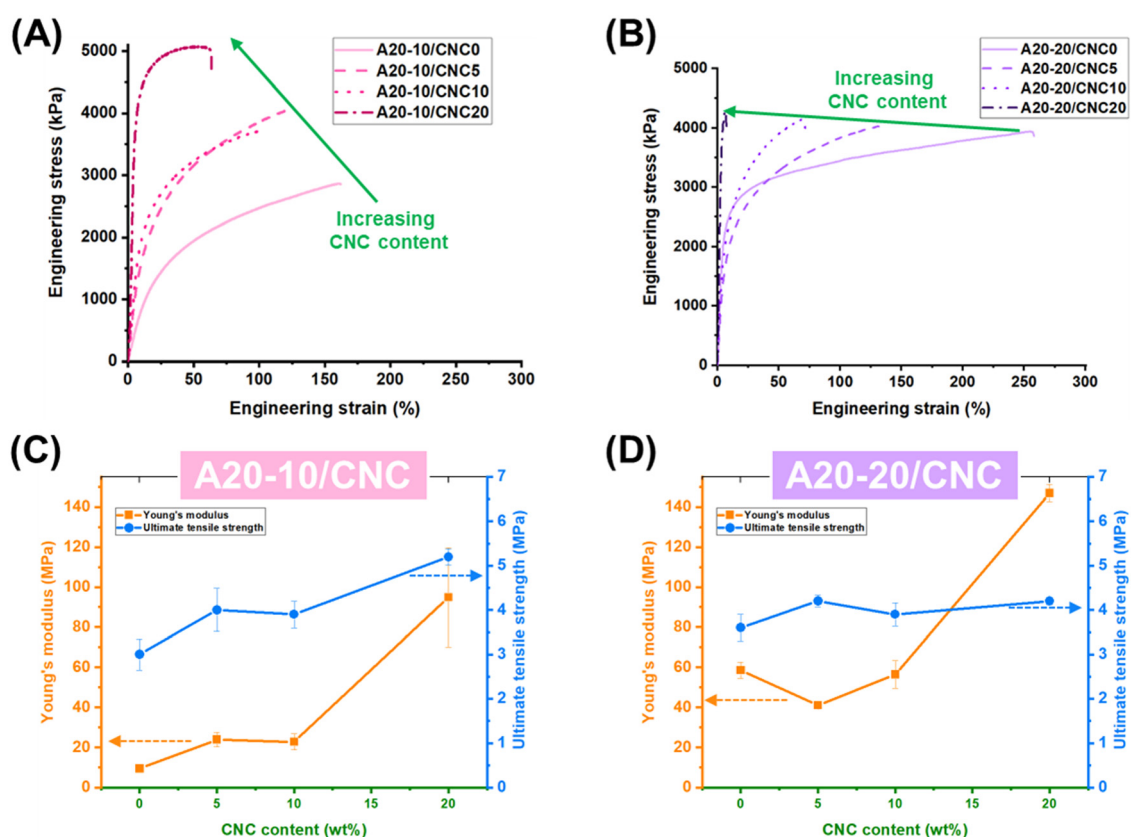 (A)
A20-10/CNC0
A20-10/CNC5
A20-10/CNC10
A20-10/CNC20
Increasing
CNC content
Engineering stress (kPa)
5000
4000
3000
2000
1000
0
0 50 100 150 200 250 300
Engineering strain (%)
(B)
A20-20/CNC0
A20-20/CNC5
A20-20/CNC10
A20-20/CNC20
Increasing
CNC content
Engineering stress (kPa)
5000
4000
3000
2000
1000
0
0 50 100 150 200 250 300
Engineering strain (%)
(C)
A20-10/CNC
Young's modulus
Ultimate tensile strength
Young's modulus (MPa)
140
120
100
80
60
40
20
0
Ultimate tensile strength (MPa)
7
6
5
4
3
2
1
0
0 5 10 15 20
CNC content (wt%)
(D)
A20-20/CNC
Young's modulus
Ultimate tensile strength
Young's modulus (MPa)
140
120
100
80
60
40
20
0
Ultimate tensile strength (MPa)
7
6
5
4
3
2
1
0
0 5 10 15 20
CNC content (wt%)